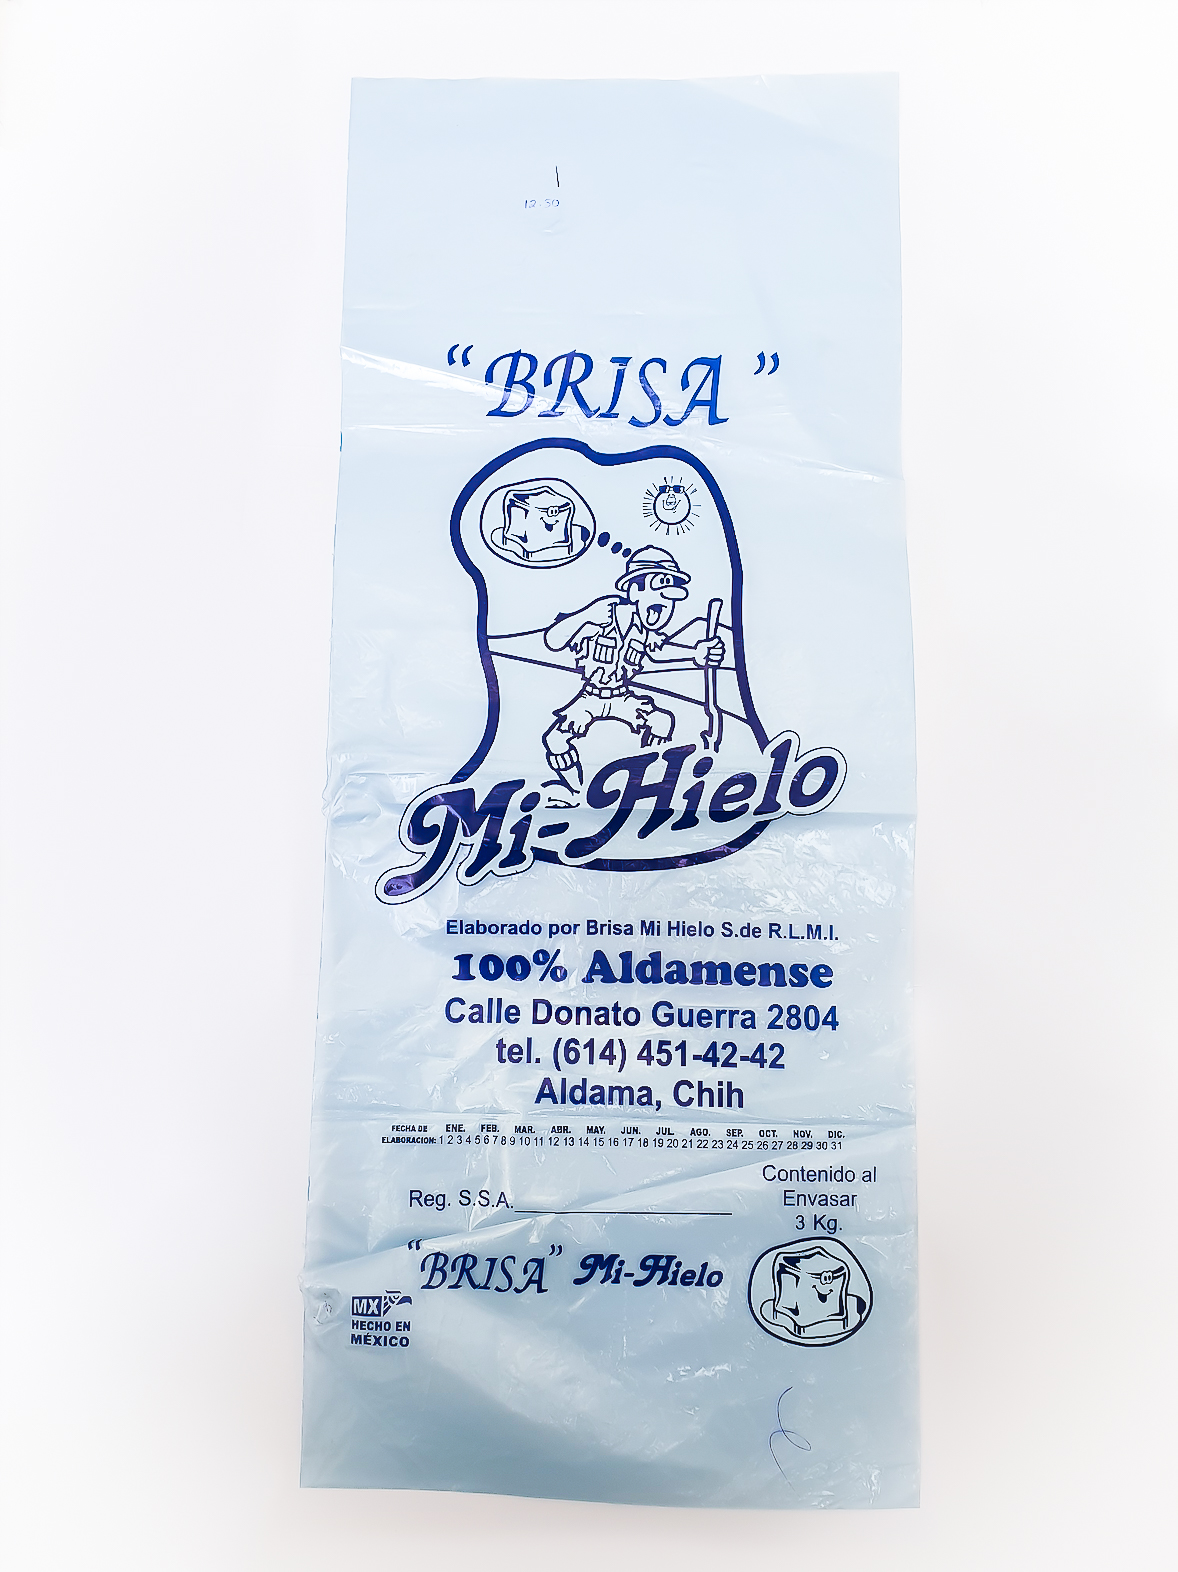 12:50
"BRISA"
Mi-Hielo
Elaborado por Brisa Mi Hielo S.de R.L.M.I.
100% Aldamense
Calle Donato Guerra 2804
tel. (614) 451-42-42
Aldama, Chih
FECHA DE ENE. FEB. MAR. ABR. MAY. JUN. JUL. AGO. SEP. OCT. NOV. DIC.
ELABORACION: 1 2 3 4 5 6 7 8 9 10 11 12 13 14 15 16 17 18 19 20 21 22 23 24 25 26 27 28 29 30 31
Contenido al
Envasar
3 Kg.
Reg. S.S.A.
"BRISA" Mi-Hielo
MX
HECHO EN
MÉXICO